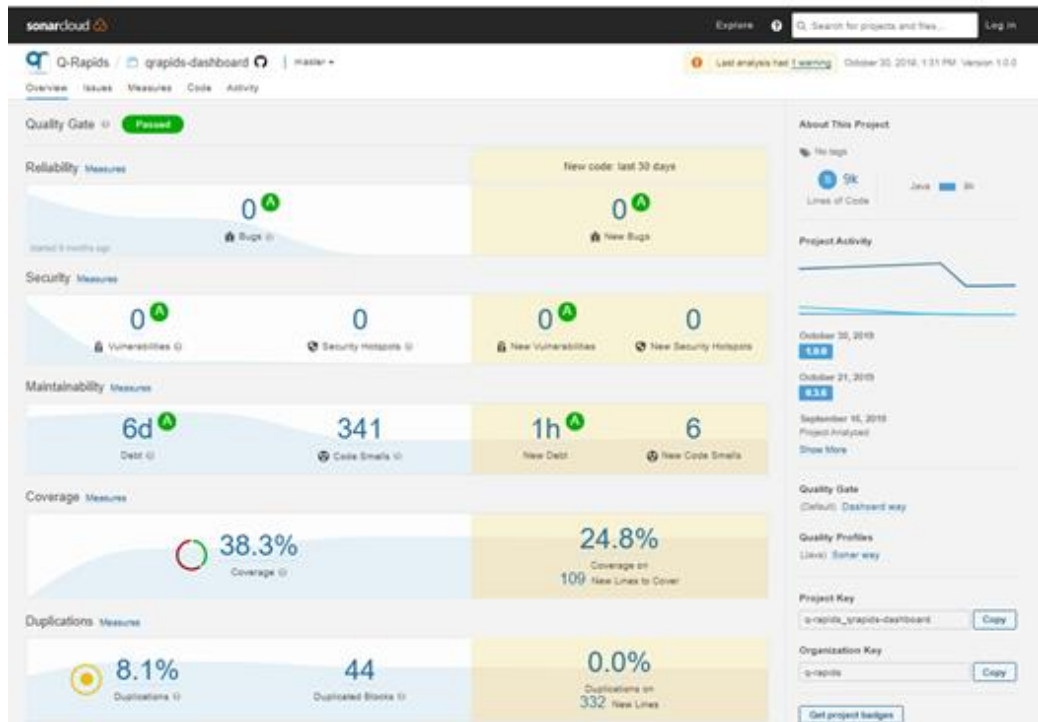 sonarcloud
Explore Search for projects and files... Log in
Q-Rapids / qrapids-dashboard master
Last analysis had 1 warning October 30, 2019, 1:31 PM Version 1.0.0
Overview Issues Measures Code Activity
Quality Gate Passed
Reliability Measures
New code: last 30 days
0 A
Bugs
0 A
New Bugs
started 9 months ago
Security Measures
0 A
Vulnerabilities
0
Security Hotspots
0 A
New Vulnerabilities
0
New Security Hotspots
Maintainability Measures
6d A
Debt
341
Code Smells
1h A
New Debt
6
New Code Smells
Coverage Measures
38.3%
Coverage
24.8%
Coverage on
109 New Lines to Cover
Duplications Measures
8.1%
Duplications
44
Duplicated Blocks
0.0%
Duplications on
332 New Lines
About This Project
No tags
S 9k
Lines of Code
Java 9k
Project Activity
October 30, 2019
1.0.0
October 21, 2019
September 16, 2019
Project Analyzed
Show More
Quality Gate
(Default)
Quality Profiles
(Java) Sonar way
Project Key
q-rapids_qrapids-dashboard Copy
Organization Key
q-rapids Copy
Get project badges